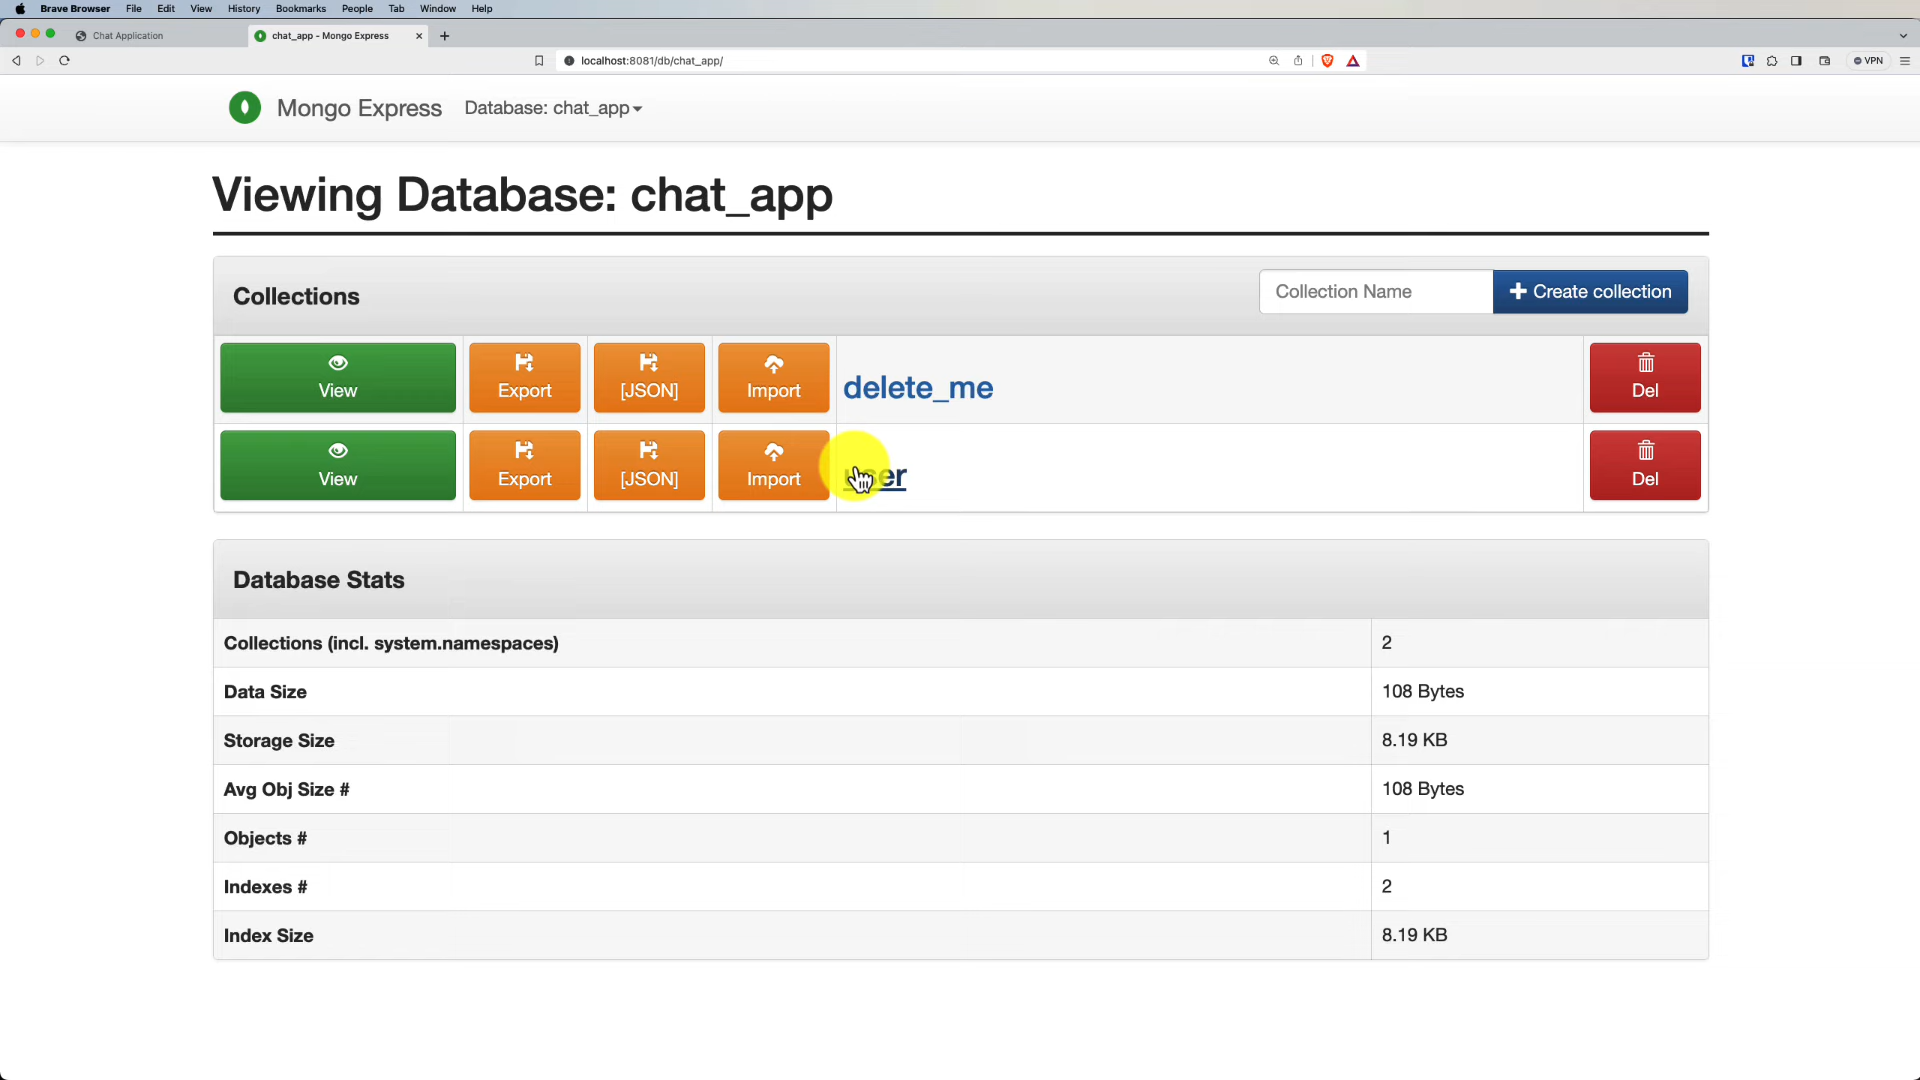 Brave Browser File Edit View History Bookmarks People Tab Window Help
Chat Application chat_app - Mongo Express
localhost:8081/db/chat_app/ VPN
Mongo Express Database: chat_app
Viewing Database: chat_app
Collections Collection Name Create collection
View Export [JSON] Import delete_me Del
View Export [JSON] Import user Del
Database Stats
Collections (incl. system.namespaces) 2
Data Size 108 Bytes
Storage Size 8.19 KB
Avg Obj Size # 108 Bytes
Objects # 1
Indexes # 2
Index Size 8.19 KB